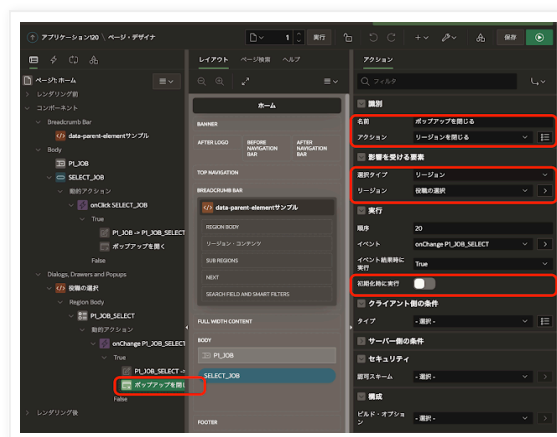 アプリケーション120 \ ページ・デザイナ
1
実行
保存
ページ1: ホーム
レンダリング前
コンポーネント
Breadcrumb Bar
data-parent-elementサンプル
Body
P1_JOB
SELECT_JOB
動的アクション
onClick SELECT_JOB
True
P1_JOB -> P1_JOB_SELECT
ポップアップを開く
False
Dialogs, Drawers and Popups
役職の選択
Region Body
P1_JOB_SELECT
動的アクション
onChange P1_JOB_SELECT
True
P1_JOB_SELECT ->
ポップアップを閉じ
False
レンダリング後
レイアウト ページ検索 ヘルプ
ホーム
BANNER
AFTER LOGO
BEFORE NAVIGATION BAR
AFTER NAVIGATION BAR
TOP NAVIGATION
BREADCRUMB BAR
data-parent-elementサンプル
REGION BODY
リージョン・コンテンツ
SUB REGIONS
NEXT
SEARCH FIELD AND SMART FILTERS
FULL WIDTH CONTENT
BODY
P1_JOB
SELECT_JOB
FOOTER
アクション
フィルタ
識別
名前 ポップアップを閉じる
アクション リージョンを閉じる
影響を受ける要素
選択タイプ リージョン
リージョン 役職の選択
実行
順序 20
イベント onChange P1_JOB_SELECT
イベント結果時に実行 True
初期化時に実行
クライアント側の条件
タイプ - 選択 -
サーバー側の条件
セキュリティ
認可スキーム - 選択 -
構成
ビルド・オプション - 選択 -